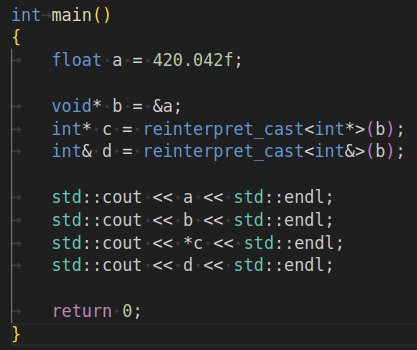 int main()
{
float a = 420.042f;
void* b = &a;
int* c = reinterpret_cast<int*>(b);
int& d = reinterpret_cast<int&>(b);
std::cout << a << std::endl;
std::cout << b << std::endl;
std::cout << *c << std::endl;
std::cout << d << std::endl;
return 0;
}